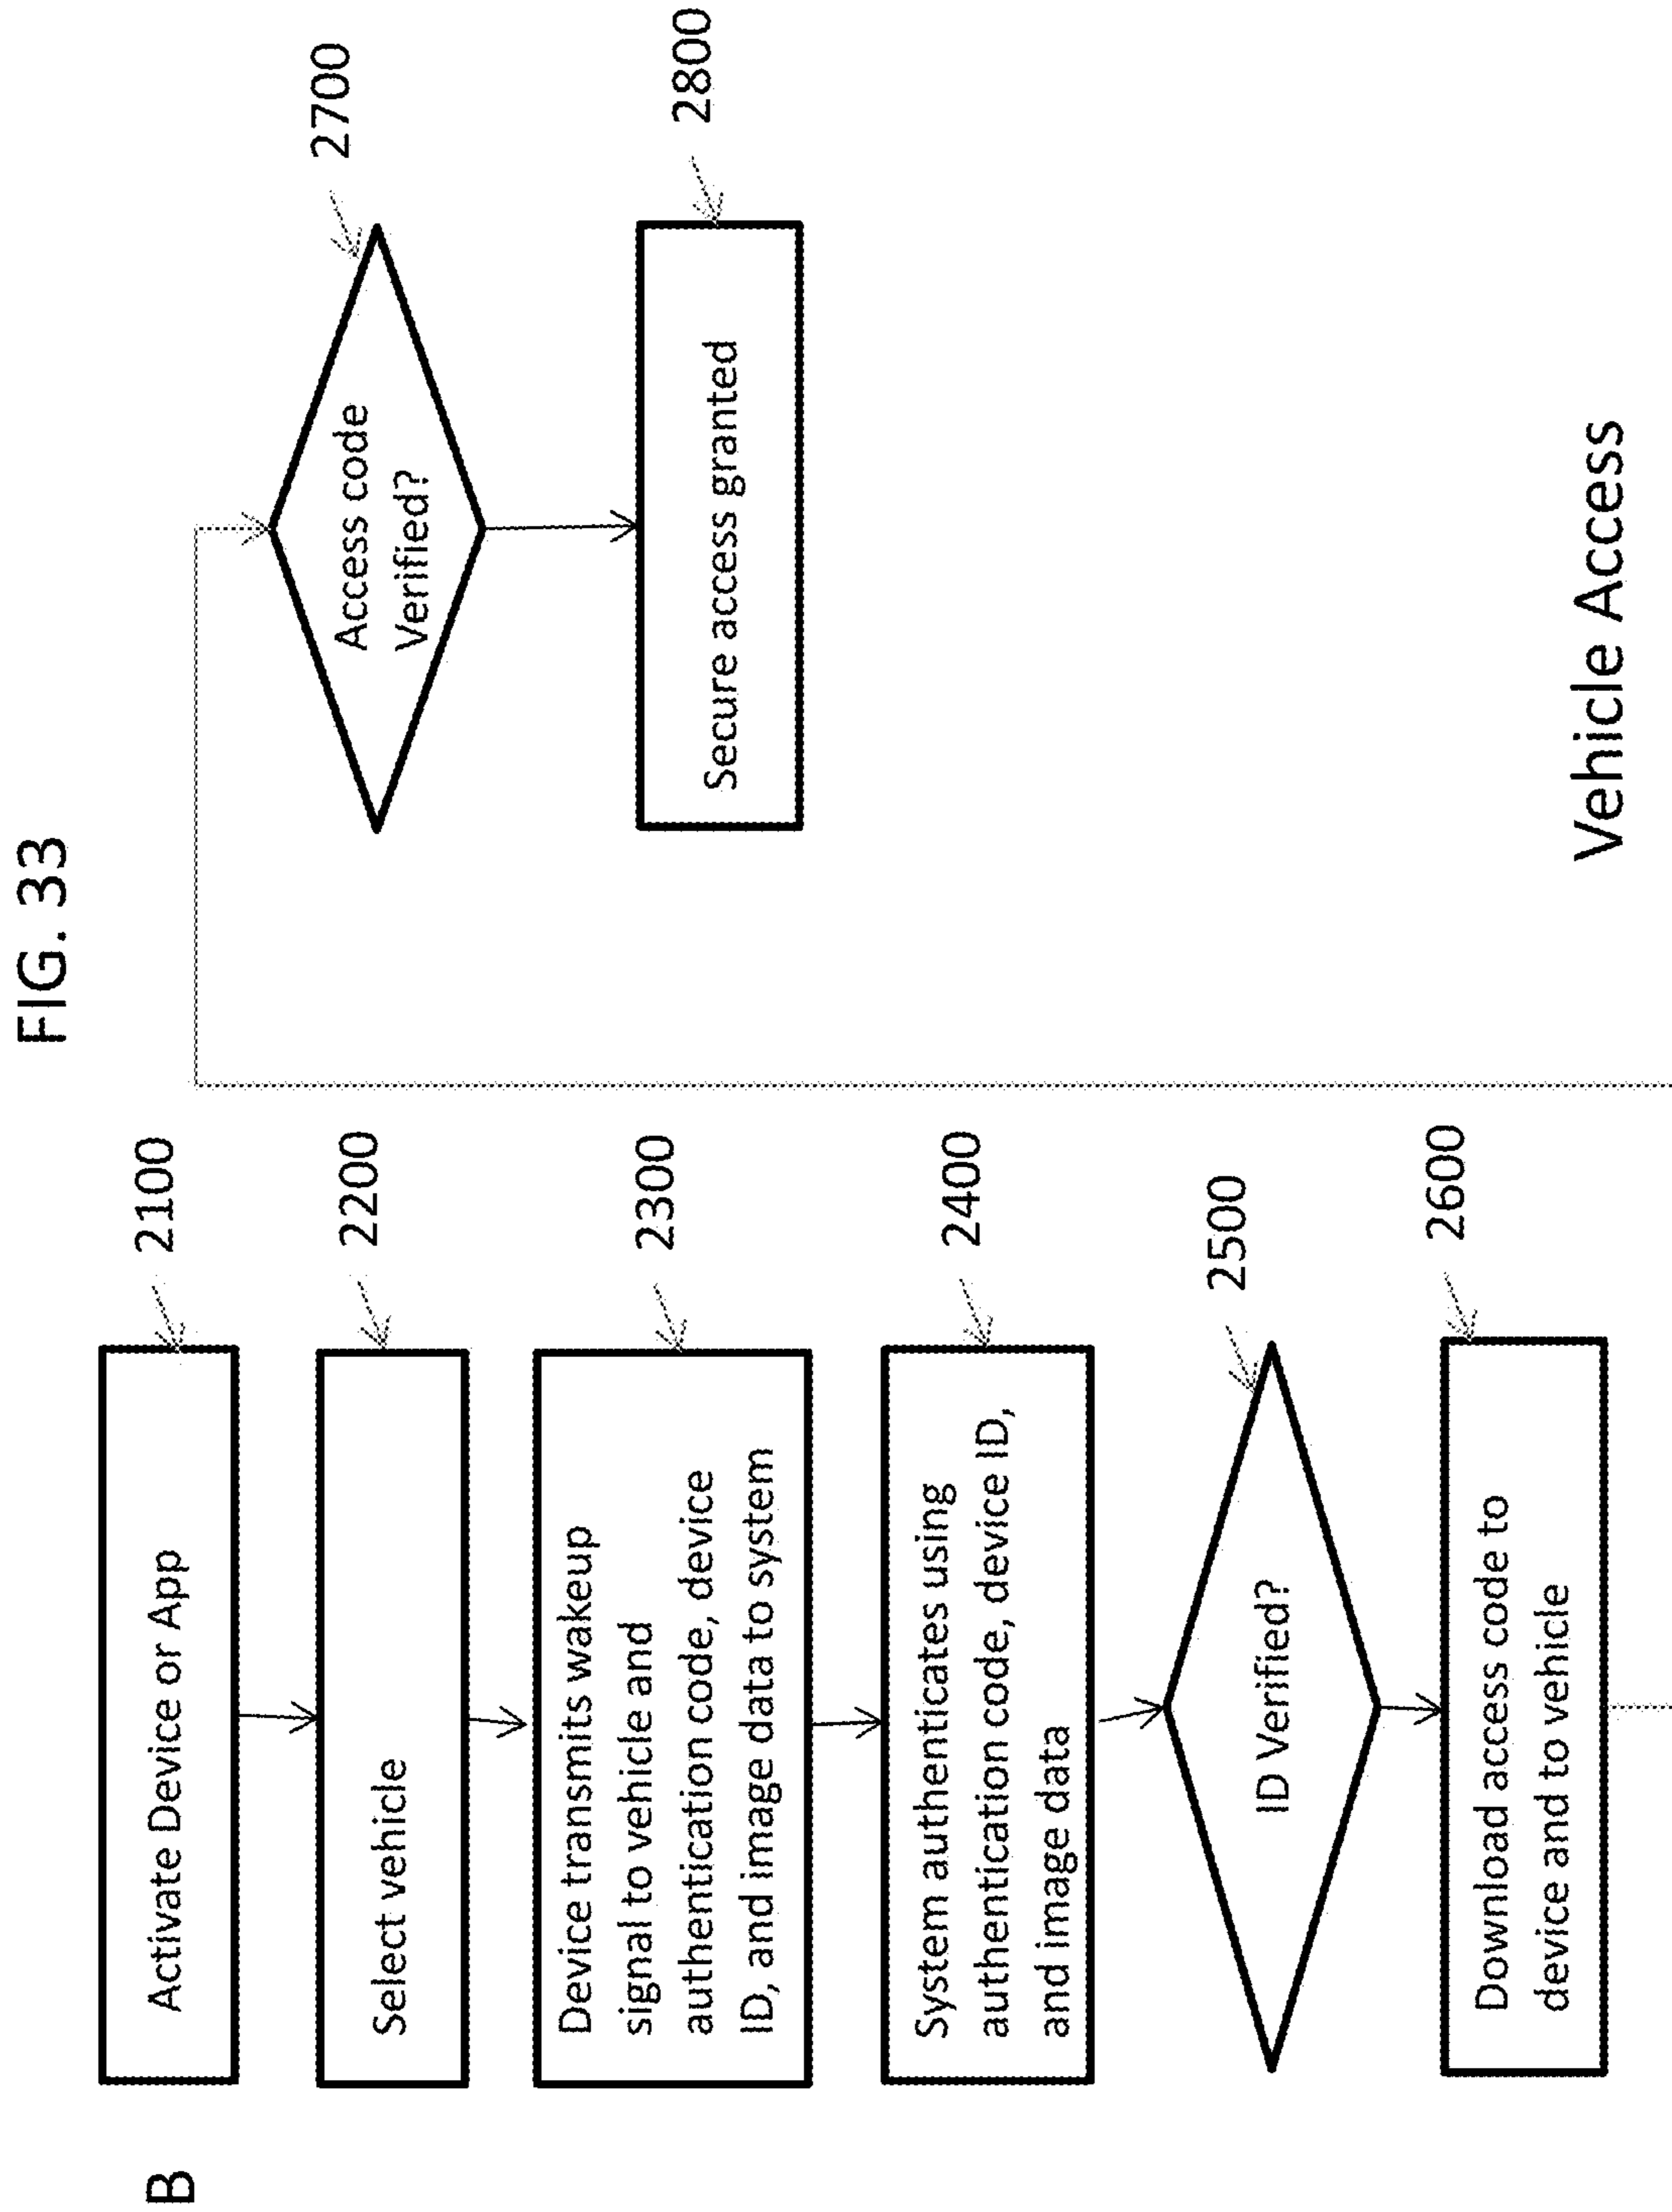 FIG. 33
B
Activate Device or App
2100
Select vehicle
2200
Device transmits wakeup
signal to vehicle and
authentication code, device
ID, and image data to system
2300
System authenticates using
authentication code, device ID,
and image data
2400
ID Verified?
2500
Download access code to
device and to vehicle
2600
Access code
Verified?
2700
Secure access granted
2800
Vehicle Access